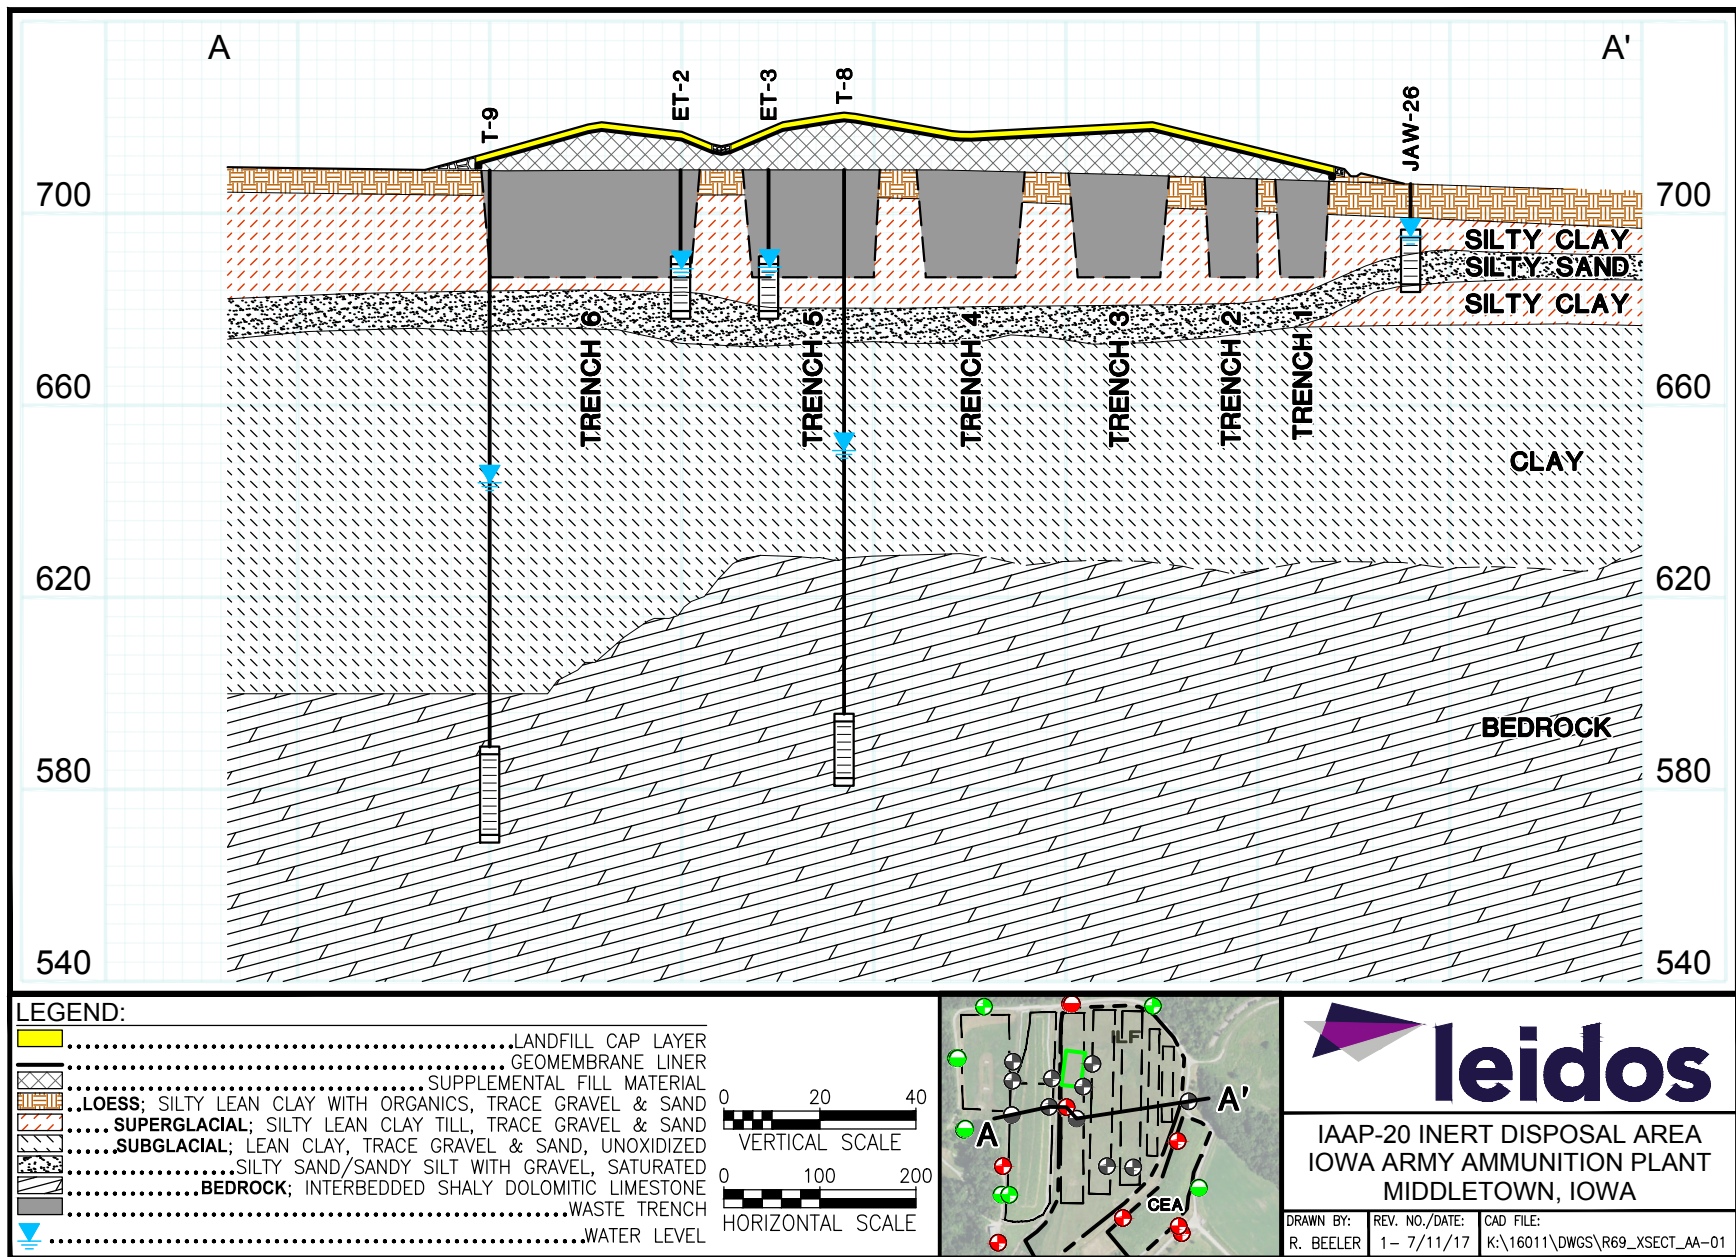 A
A'
T-9
ET-2
ET-3
T-8
JAW-26
700
700
SILTY CLAY
SILTY SAND
SILTY CLAY
TRENCH 6
TRENCH 5
TRENCH 4
TRENCH 3
TRENCH 2
TRENCH 1
660
660
CLAY
620
620
BEDROCK
580
580
540
540
LEGEND:
LANDFILL CAP LAYER
GEOMEMBRANE LINER
SUPPLEMENTAL FILL MATERIAL
LOESS; SILTY LEAN CLAY WITH ORGANICS, TRACE GRAVEL & SAND
SUPERGLACIAL; SILTY LEAN CLAY TILL, TRACE GRAVEL & SAND
SUBGLACIAL; LEAN CLAY, TRACE GRAVEL & SAND, UNOXIDIZED
SILTY SAND/SANDY SILT WITH GRAVEL, SATURATED
BEDROCK; INTERBEDDED SHALY DOLOMITIC LIMESTONE
WASTE TRENCH
WATER LEVEL
0 20 40
VERTICAL SCALE
0 100 200
HORIZONTAL SCALE
ILF
A
A'
CEA
leidos
IAAP-20 INERT DISPOSAL AREA
IOWA ARMY AMMUNITION PLANT
MIDDLETOWN, IOWA
DRAWN BY:
R. BEELER
REV. NO./DATE:
1- 7/11/17
CAD FILE:
K:\16011\DWGS\R69_XSECT_AA-01